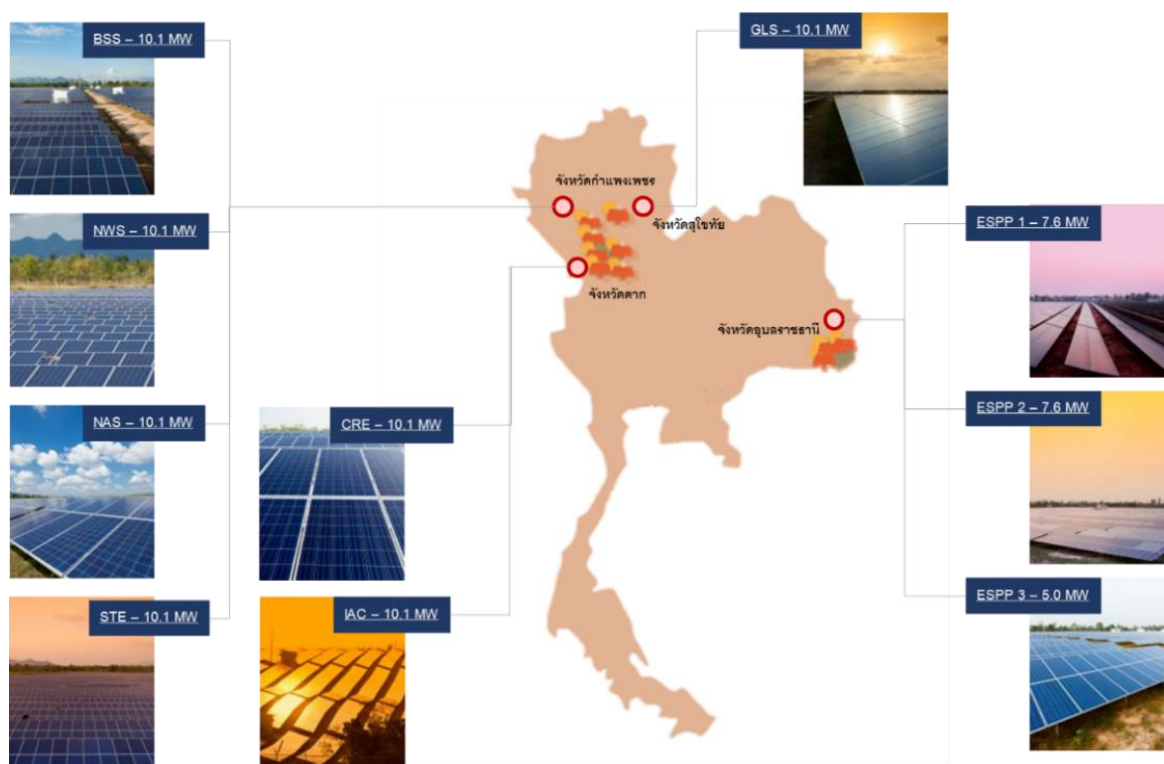 BSS – 10.1 MW
GLS – 10.1 MW
จังหวัดกำแพงเพชร
จังหวัดสุโขทัย
NWS – 10.1 MW
ESPP 1 – 7.6 MW
จังหวัดตาก
จังหวัดอุบลราชธานี
NAS – 10.1 MW
CRE – 10.1 MW
ESPP 2 – 7.6 MW
STE – 10.1 MW
IAC – 10.1 MW
ESPP 3 – 5.0 MW